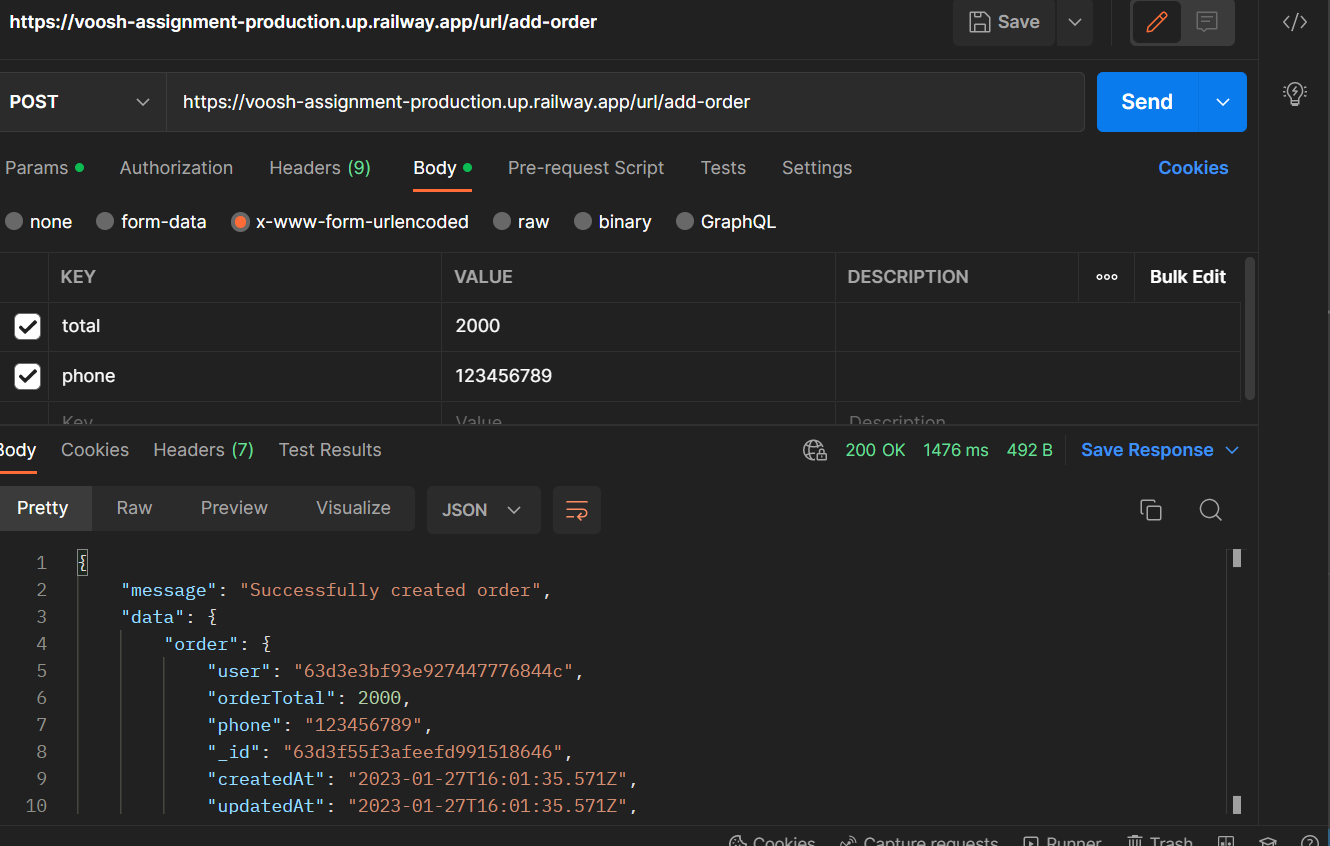 https://voosh-assignment-production.up.railway.app/url/add-order
Save
POST
https://voosh-assignment-production.up.railway.app/url/add-order
Send
Params
Authorization
Headers (9)
Body
Pre-request Script
Tests
Settings
Cookies
none
form-data
x-www-form-urlencoded
raw
binary
GraphQL
KEY
VALUE
DESCRIPTION
Bulk Edit
total
2000
phone
123456789
Key
Value
Description
Body
Cookies
Headers (7)
Test Results
200 OK
1476 ms
492 B
Save Response
Pretty
Raw
Preview
Visualize
JSON
1 {
2 "message": "Successfully created order",
3 "data": {
4 "order": {
5 "user": "63d3e3bf93e927447776844c",
6 "orderTotal": 2000,
7 "phone": "123456789",
8 "_id": "63d3f55f3afeefd991518646",
9 "createdAt": "2023-01-27T16:01:35.571Z",
10 "updatedAt": "2023-01-27T16:01:35.571Z",
Cookies
Capture requests
Runner
Trash